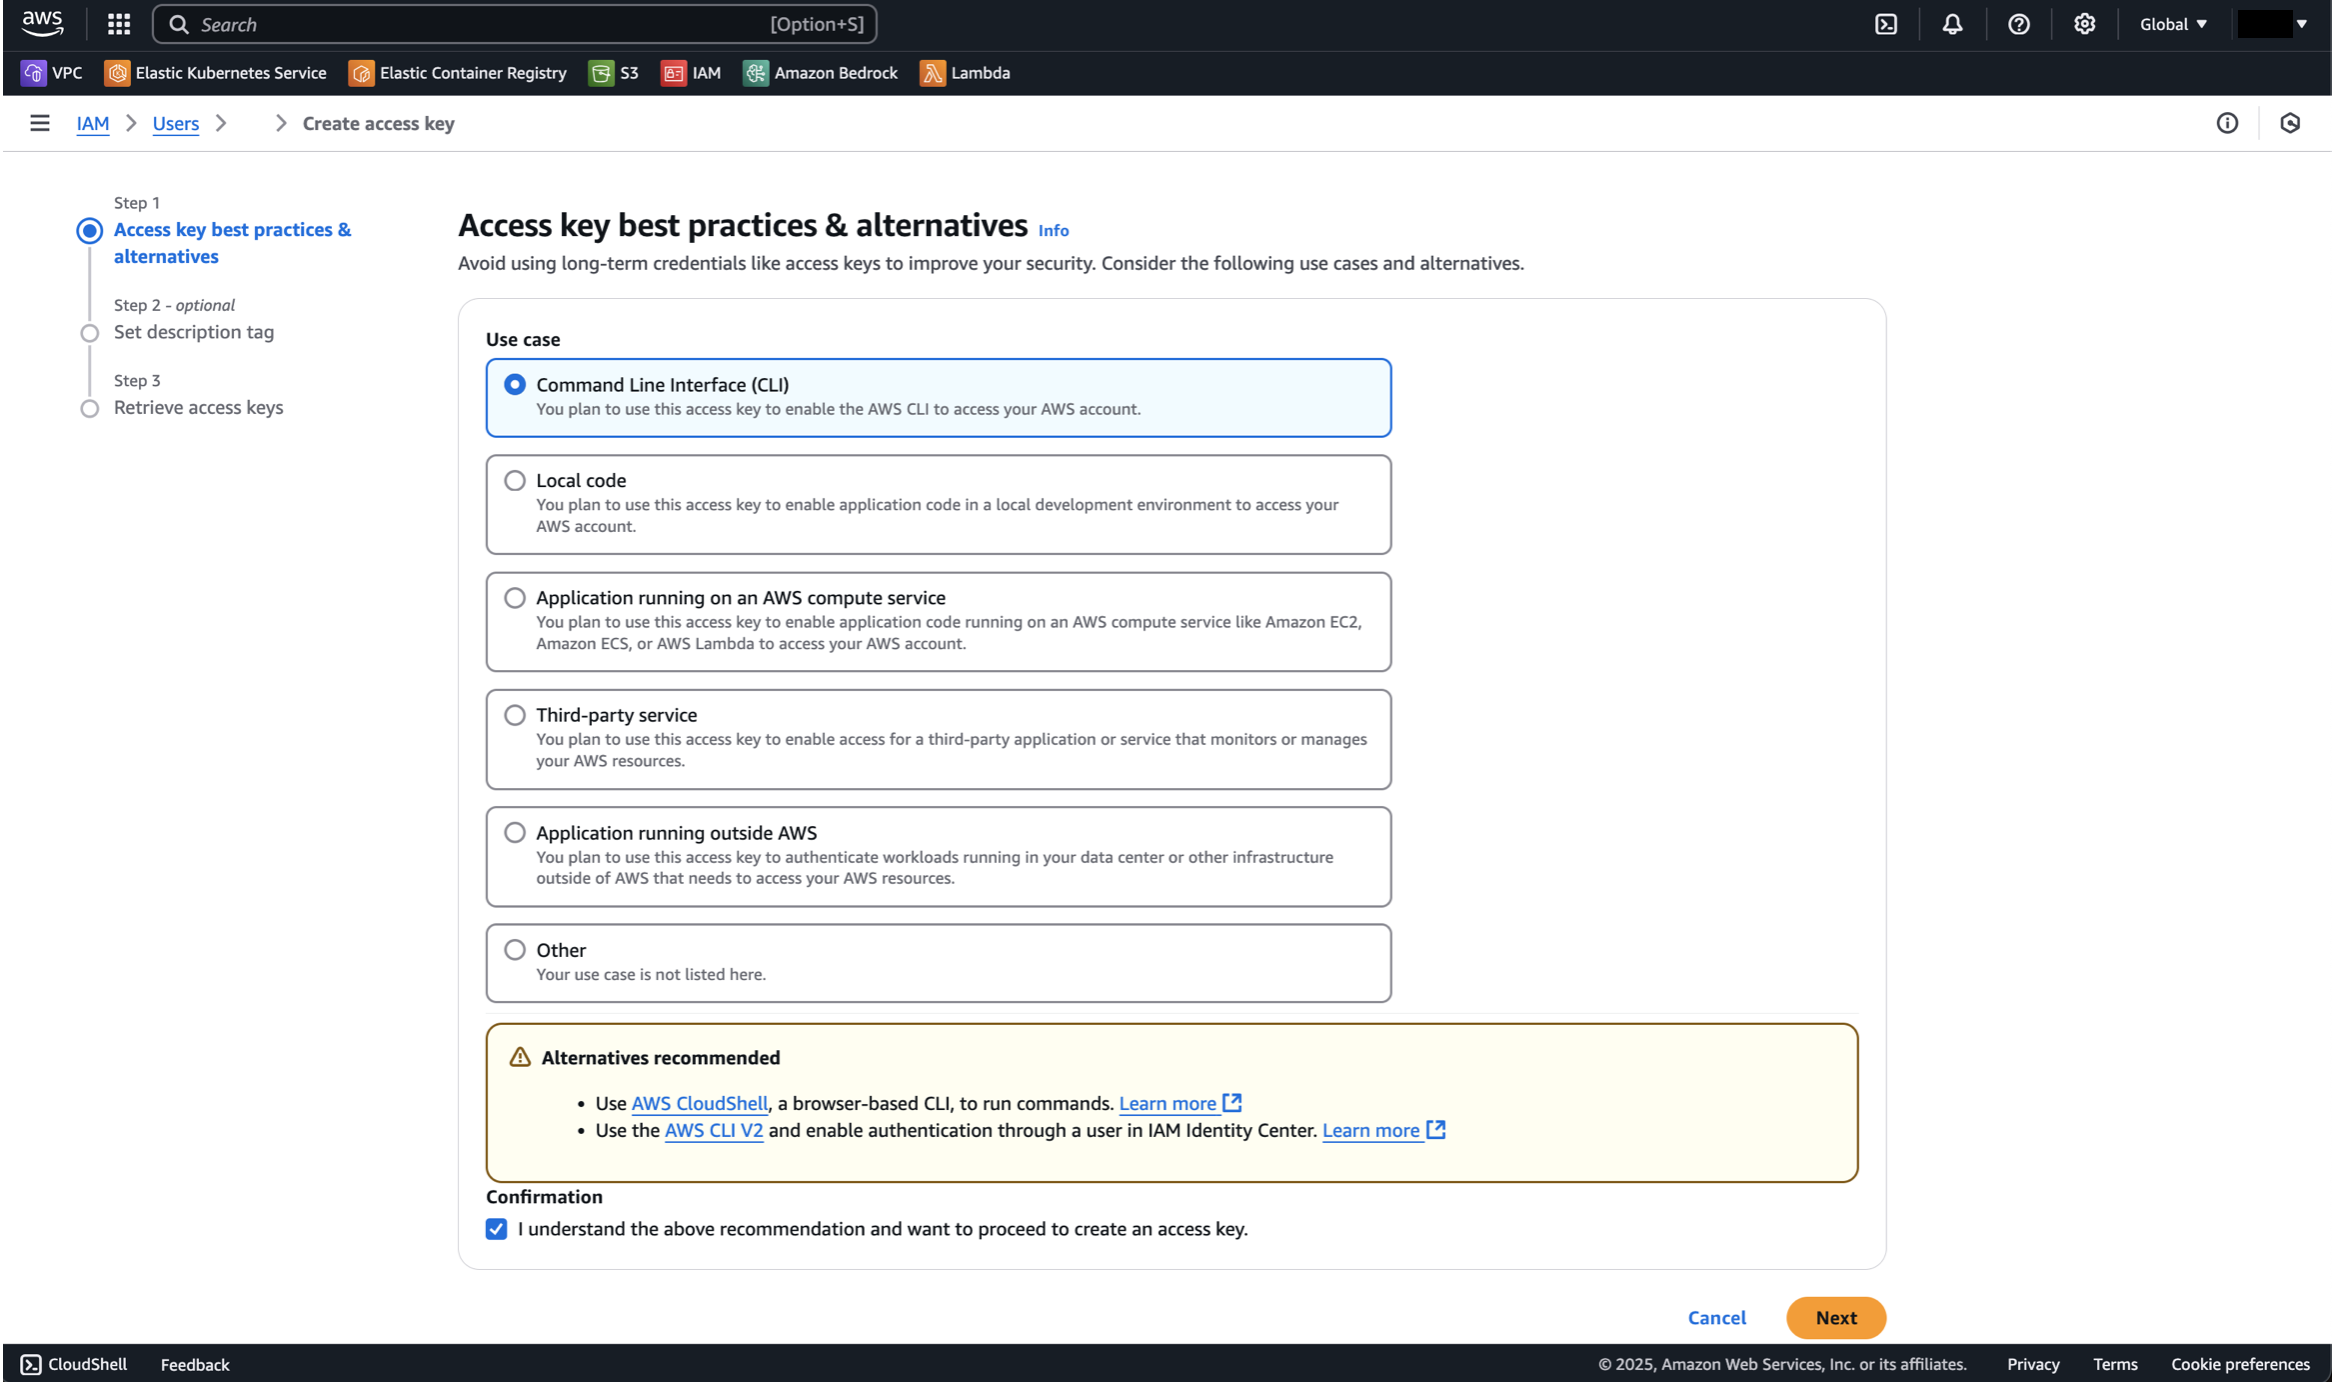 aws
Search [Option+S]
Global
VPC Elastic Kubernetes Service Elastic Container Registry S3 IAM Amazon Bedrock Lambda
IAM Users Create access key
Step 1
Access key best practices &
alternatives
Step 2 - optional
Set description tag
Step 3
Retrieve access keys
Access key best practices & alternatives Info
Avoid using long-term credentials like access keys to improve your security. Consider the following use cases and alternatives.
Use case
Command Line Interface (CLI)
You plan to use this access key to enable the AWS CLI to access your AWS account.
Local code
You plan to use this access key to enable application code in a local development environment to access your
AWS account.
Application running on an AWS compute service
You plan to use this access key to enable application code running on an AWS compute service like Amazon EC2,
Amazon ECS, or AWS Lambda to access your AWS account.
Third-party service
You plan to use this access key to enable access for a third-party application or service that monitors or manages
your AWS resources.
Application running outside AWS
You plan to use this access key to authenticate workloads running in your data center or other infrastructure
outside of AWS that needs to access your AWS resources.
Other
Your use case is not listed here.
Alternatives recommended
• Use AWS CloudShell, a browser-based CLI, to run commands. Learn more
• Use the AWS CLI V2 and enable authentication through a user in IAM Identity Center. Learn more
Confirmation
I understand the above recommendation and want to proceed to create an access key.
Cancel Next
CloudShell Feedback © 2025, Amazon Web Services, Inc. or its affiliates. Privacy Terms Cookie preferences